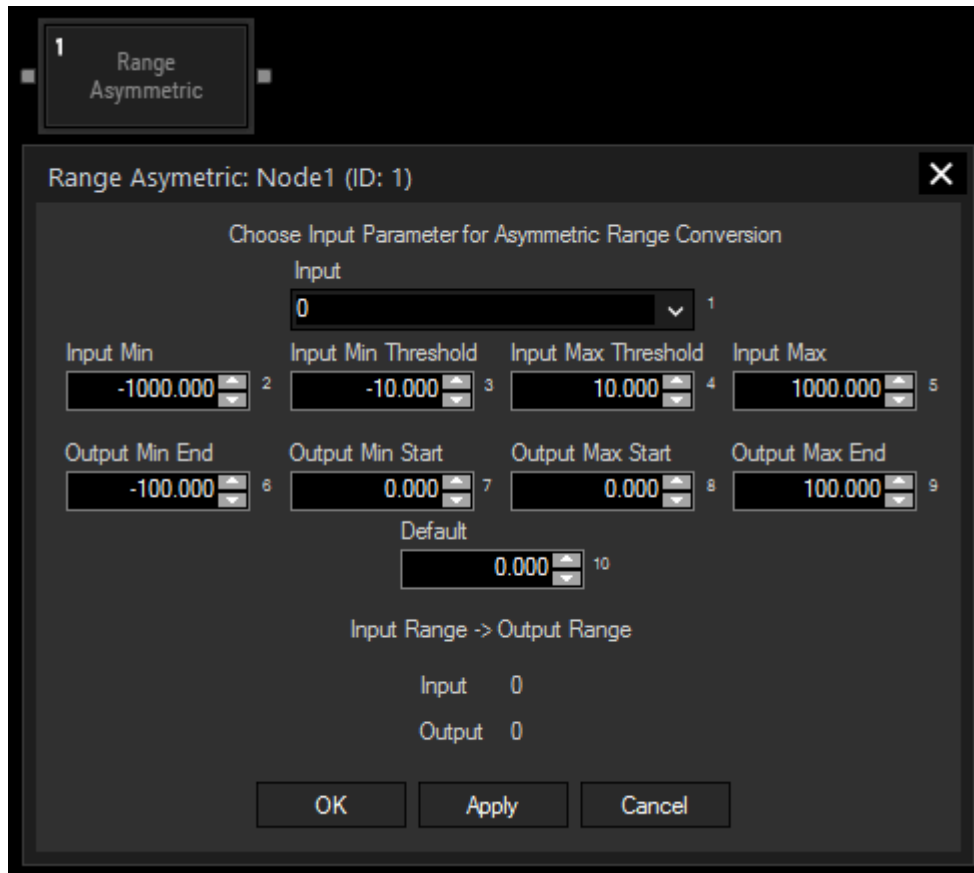 1
Range
Asymmetric
Range Asymetric: Node1 (ID: 1)
Choose Input Parameter for Asymmetric Range Conversion
Input
0 1
Input Min Input Min Threshold Input Max Threshold Input Max
-1000.000 2 -10.000 3 10.000 4 1000.000 5
Output Min End Output Min Start Output Max Start Output Max End
-100.000 6 0.000 7 0.000 8 100.000 9
Default
0.000 10
Input Range -> Output Range
Input 0
Output 0
OK Apply Cancel